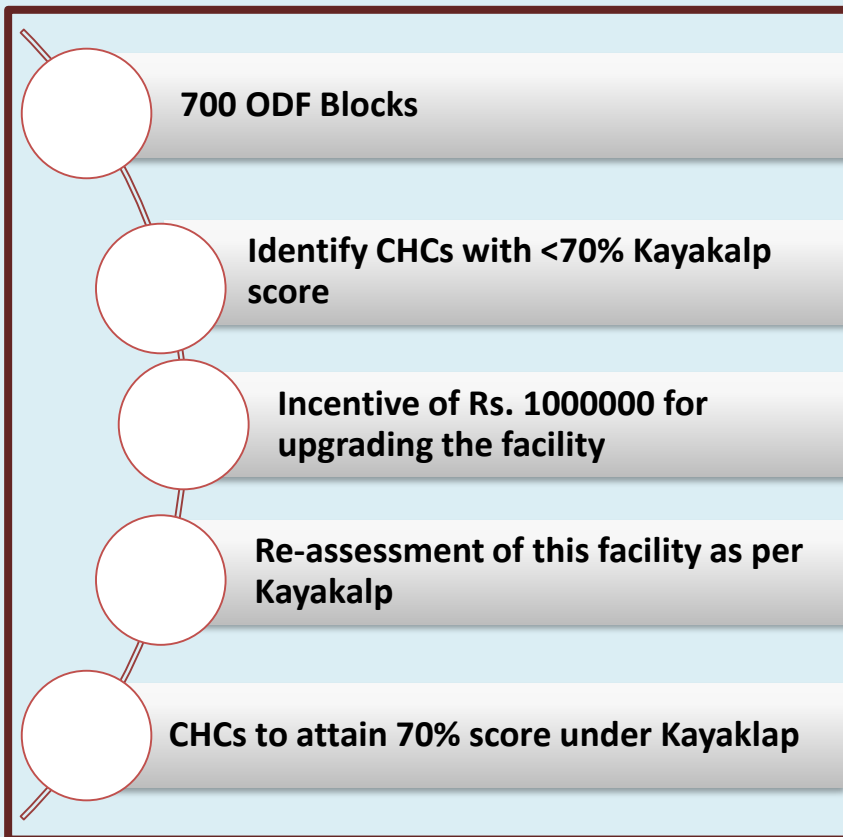 700 ODF Blocks
Identify CHCs with <70% Kayakalp
score
Incentive of Rs. 1000000 for
upgrading the facility
Re-assessment of this facility as per
Kayakalp
CHCs to attain 70% score under Kayaklap